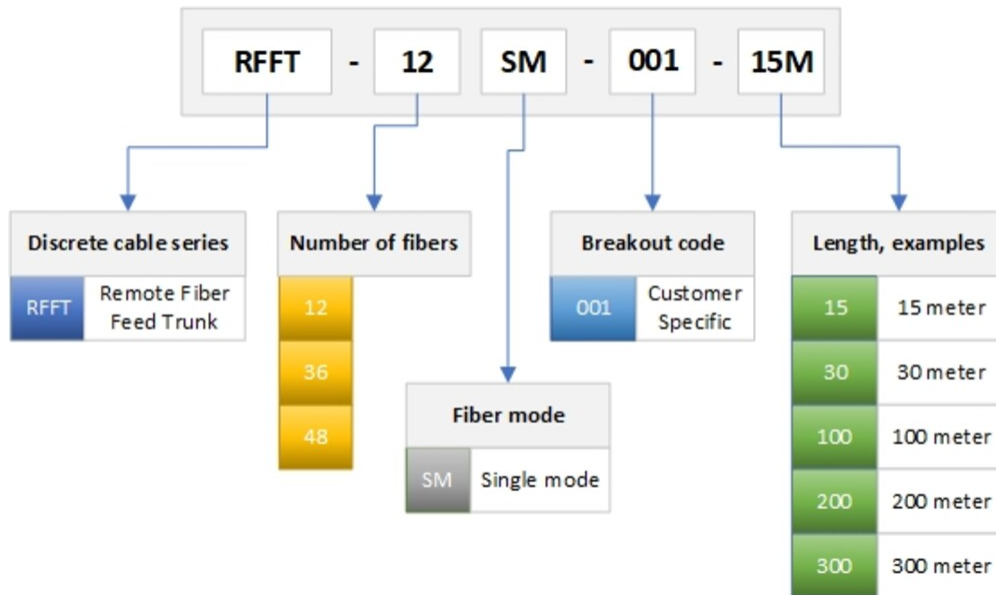 RFFT - 12 SM - 001 - 15M
Discrete cable series
RFFT Remote Fiber
Feed Trunk
Number of fibers
12
36
48
Fiber mode
SM Single mode
Breakout code
001 Customer
Specific
Length, examples
15 15 meter
30 30 meter
100 100 meter
200 200 meter
300 300 meter